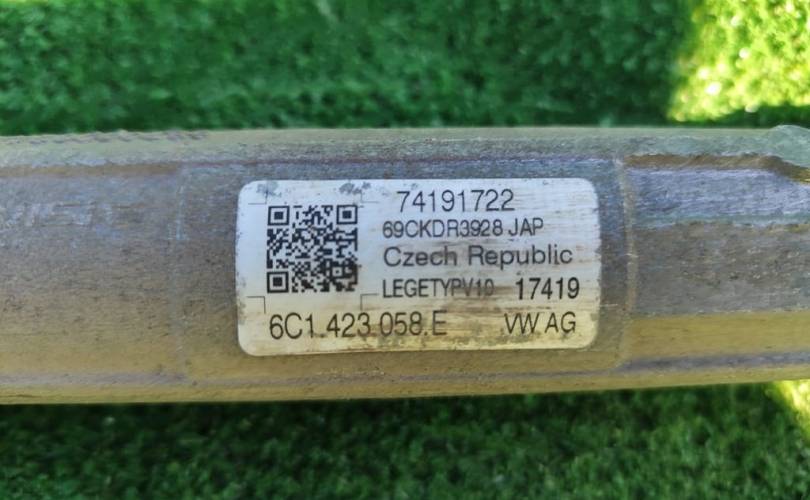 74191722
69CKDR3928 JAP
Czech Republic
LEGETYPV10 17419
6C1.423.058.E VW AG